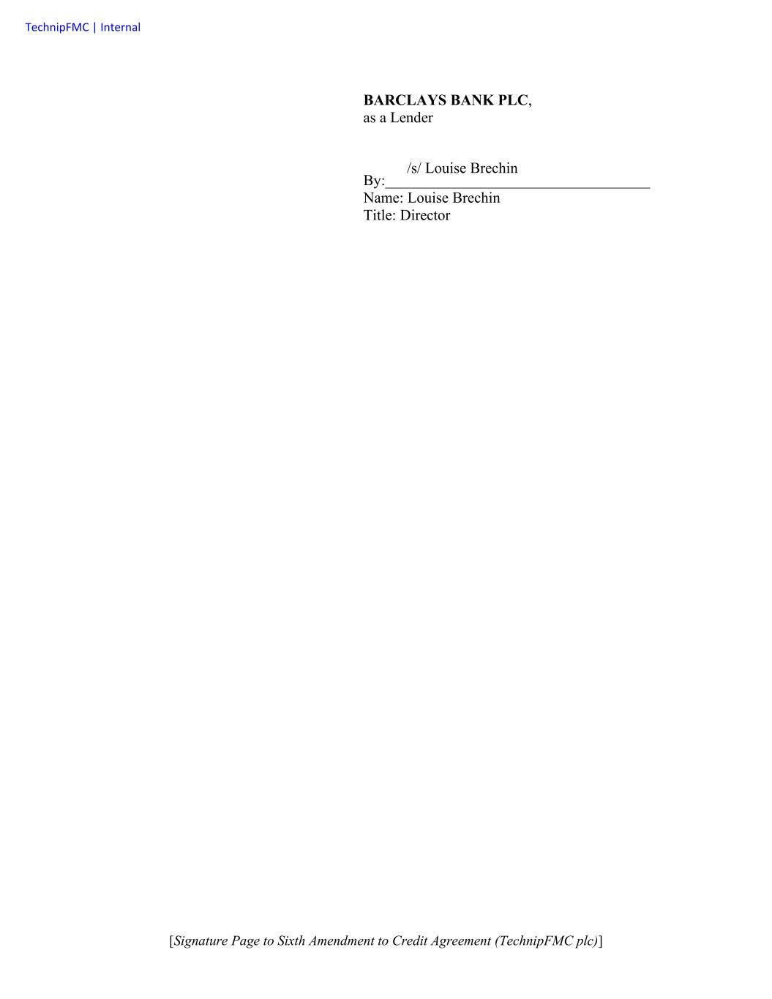 TechnipFMC | Internal
BARCLAYS BANK PLC,
as a Lender
/s/ Louise Brechin
By:
Name: Louise Brechin
Title: Director
[Signature Page to Sixth Amendment to Credit Agreement (TechnipFMC plc)]